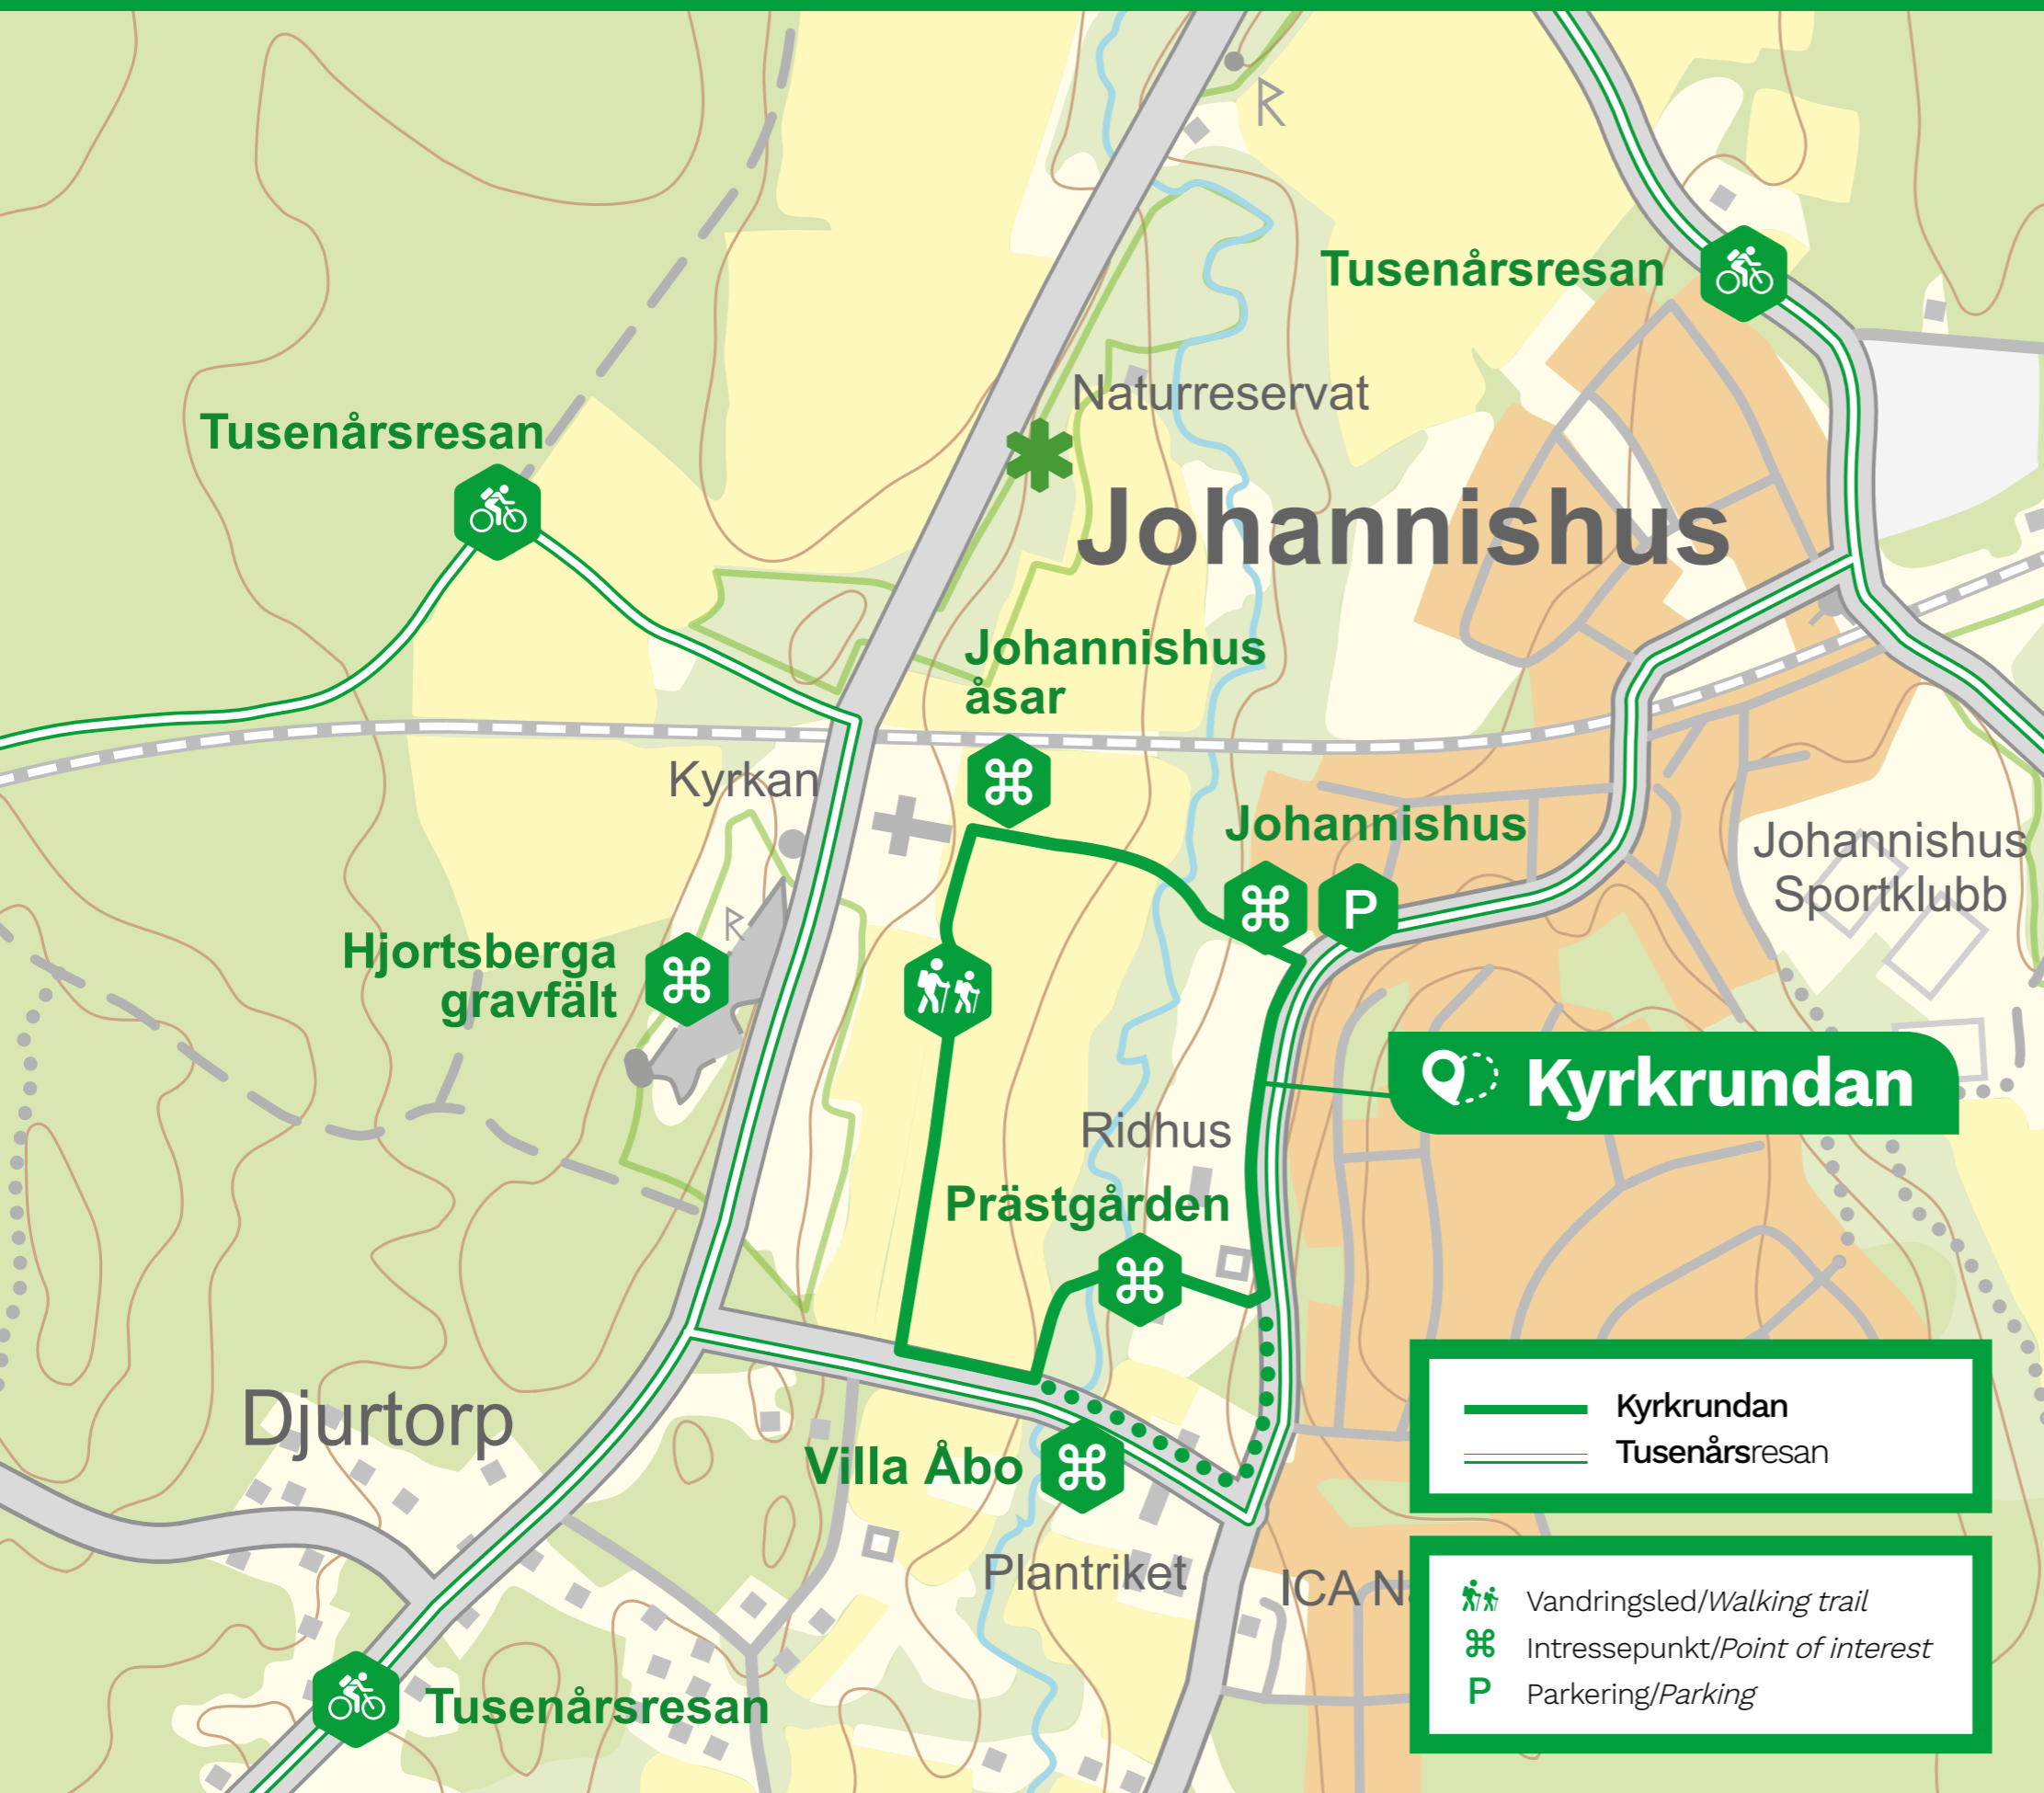 Tusenårsresan
Naturreservat
Tusenårsresan
Johannishus
Johannishus
åsar
Kyrkan
Johannishus
Johannishus
Sportklubb
P
Hjortsberga
gravfält
Kyrkrundan
Ridhus
Prästgården
Djurtorp
Villa Åbo
Plantriket
ICA
Tusenårsresan
Kyrkrundan
Tusenårsresan
Vandringsled/Walking trail
Intressepunkt/Point of interest
P Parkering/Parking